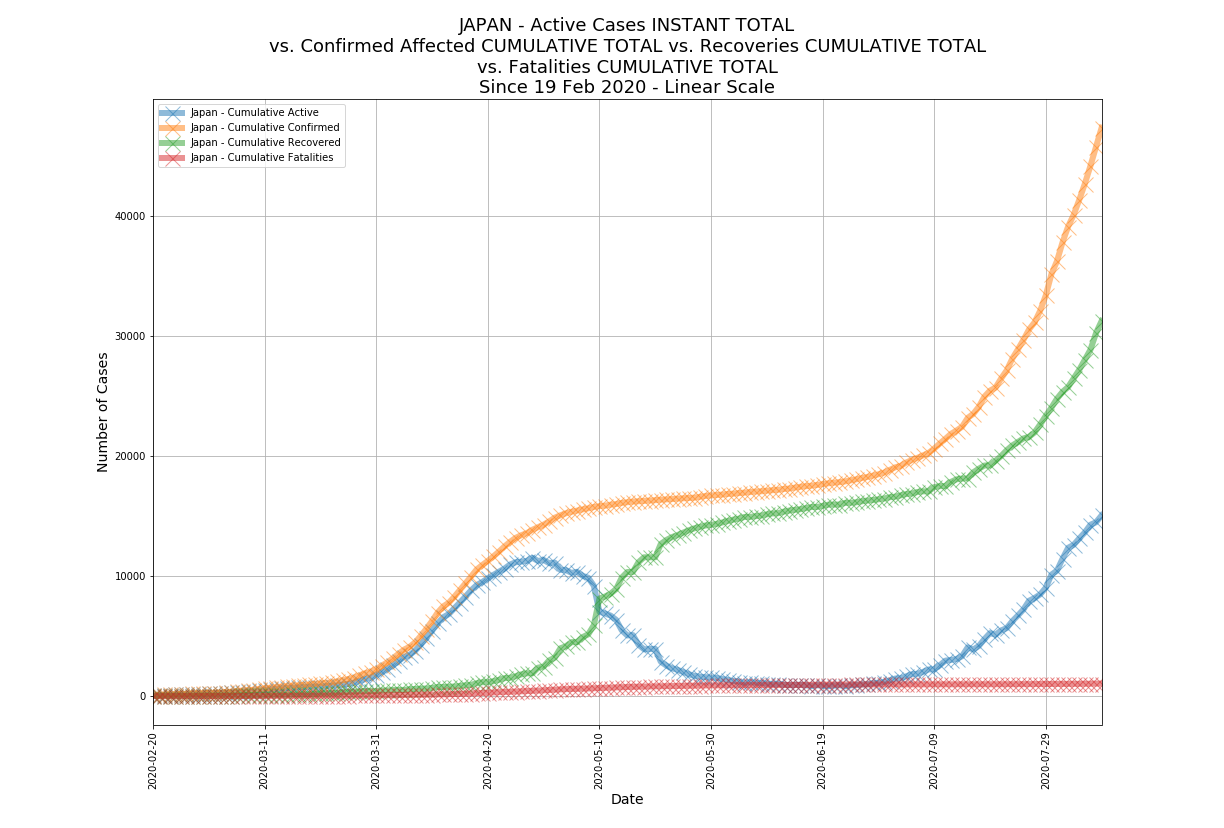 JAPAN - Active Cases INSTANT TOTAL
vs. Confirmed Affected CUMULATIVE TOTAL vs. Recoveries CUMULATIVE TOTAL
vs. Fatalities CUMULATIVE TOTAL
Since 19 Feb 2020 - Linear Scale
Japan - Cumulative Active
Japan - Cumulative Confirmed
Japan - Cumulative Recovered
Japan - Cumulative Fatalities
Number of Cases
40000
30000
20000
10000
0
2020-02-20
2020-03-11
2020-03-31
2020-04-20
2020-05-10
2020-05-30
2020-06-19
2020-07-09
2020-07-29
Date